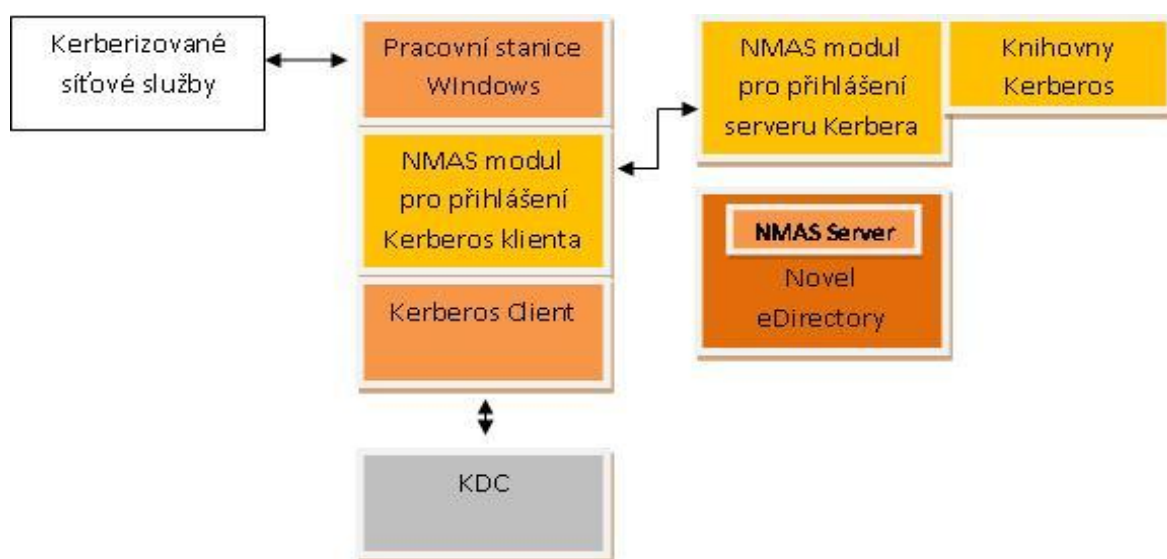 Kerberizované
síťové služby
Pracovní stanice
WIndows
NMAS modul
pro přihlášení
Kerberos klienta
Kerberos Client
KDC
NMAS modul
pro přihlášení
serveru Kerbera
Knihovny
Kerberos
NMAS Server
Novel
eDirectory